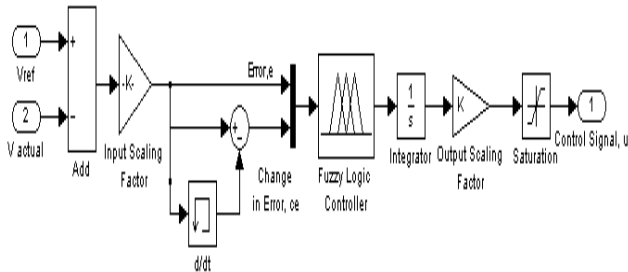 1
Vref
2
V actual
+
-
Add
-K-
Input Scaling
Factor
Error,e
+
-
d/dt
Change
in Error, ce
Fuzzy Logic
Controller
1
s
Integrator
K
Output Scaling
Factor
Saturation
1
Control Signal, u